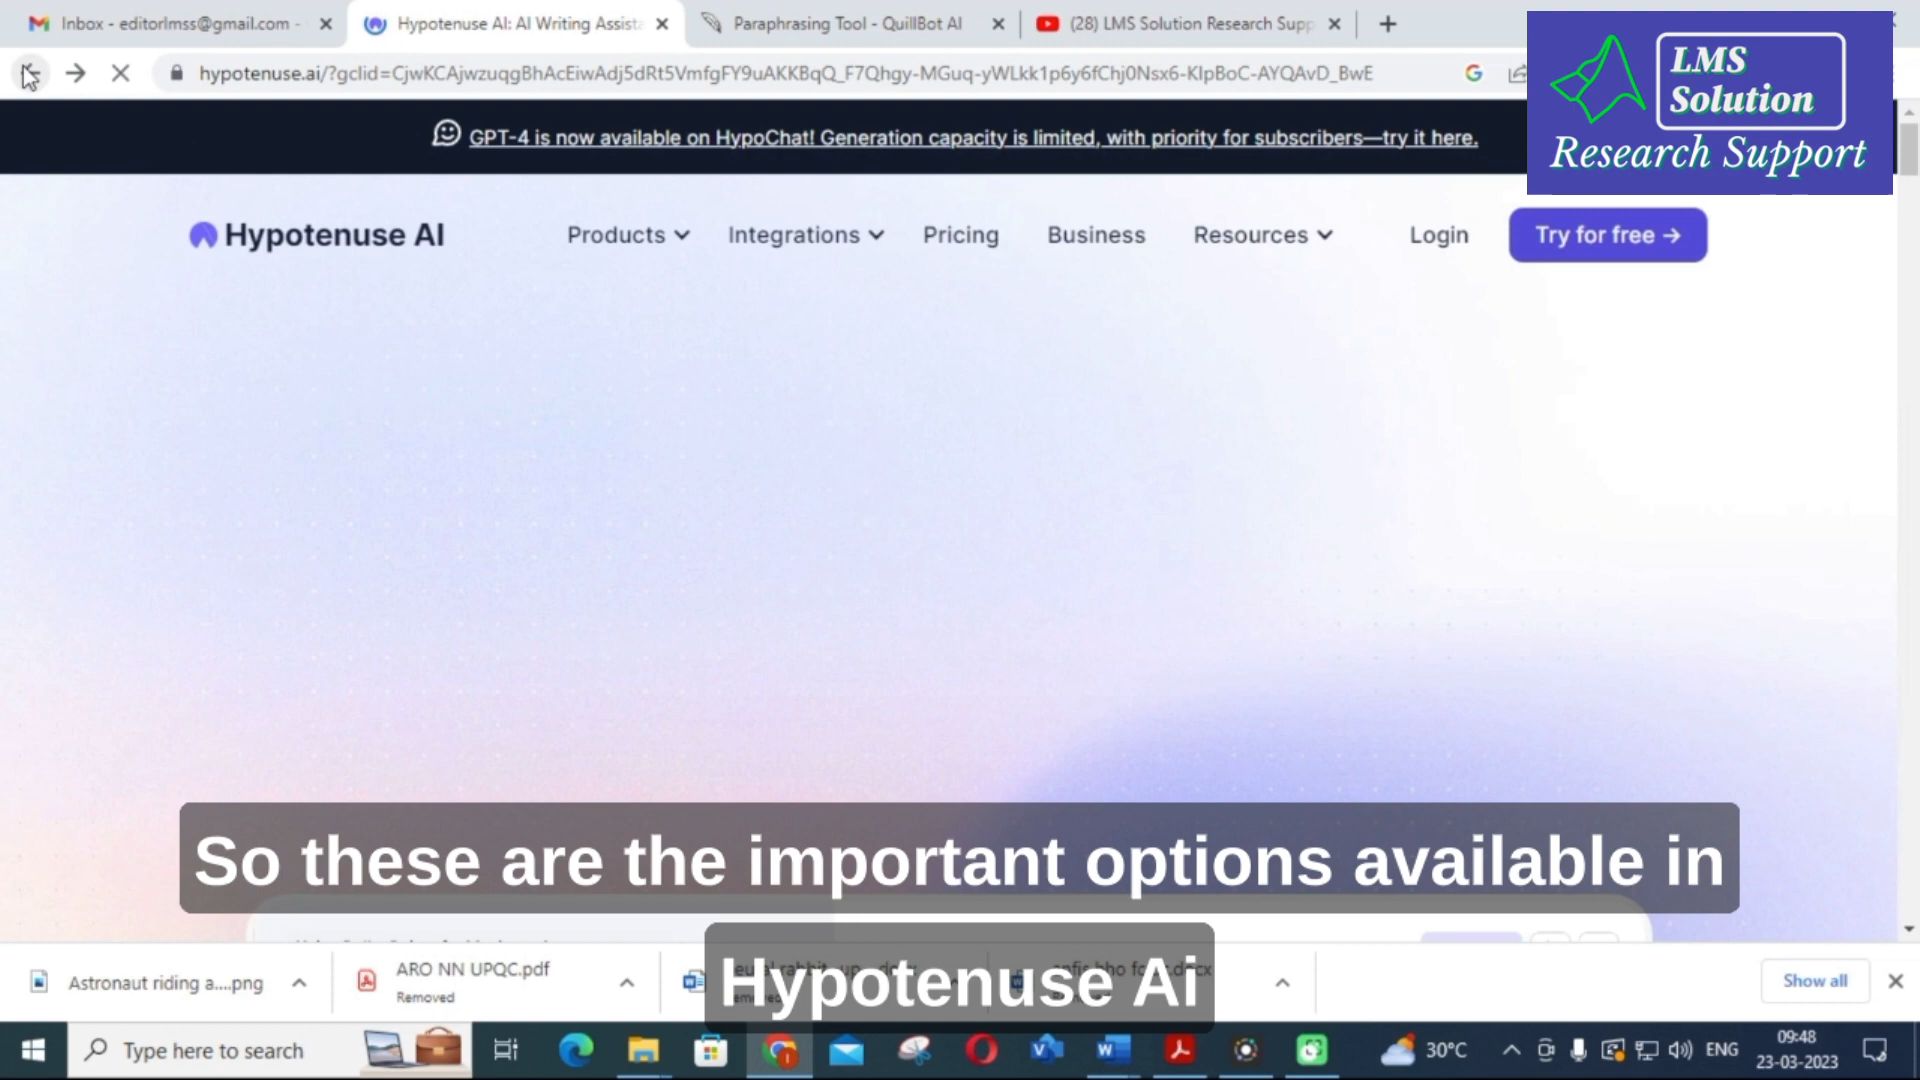 Inbox - editorlmss@gmail.com -
Hypotenuse AI: AI Writing Assista
Paraphrasing Tool - QuillBot AI
(28) LMS Solution Research Supp
hypotenuse.ai/?gclid=CjwKCAjwzuqgBhAcEiwAdj5dRt5VmfgFY9uAKKBqQ_F7Qhgy-MGuq-yWLkk1p6y6fChj0Nsx6-KIpBoC-AYQAvD_BwE
LMS
Solution
Research Support
GPT-4 is now available on HypoChat! Generation capacity is limited, with priority for subscribers—try it here.
Hypotenuse AI
Products
Integrations
Pricing
Business
Resources
Login
Try for free →
So these are the important options available in
Hypotenuse Ai
Astronaut riding a....png
ARO NN UPQC.pdf
Removed
Show all
Type here to search
30°C
ENG
09:48
23-03-2023